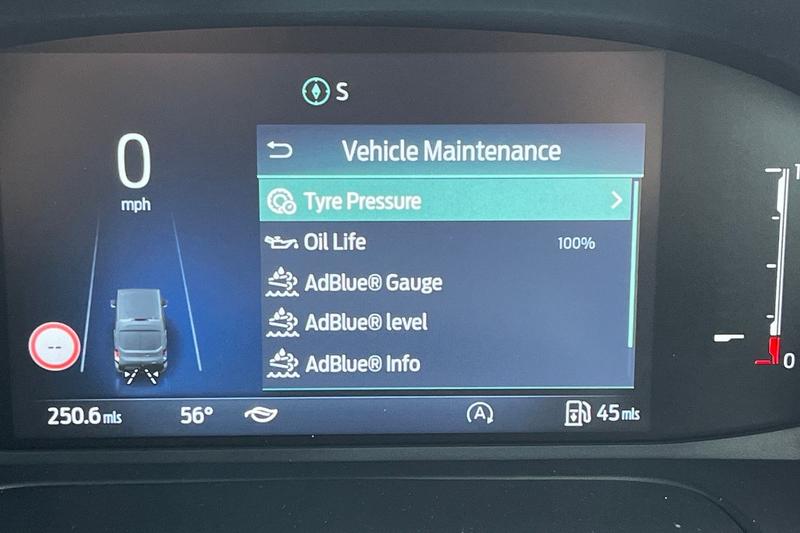 S
0
mph
Vehicle Maintenance
Tyre Pressure
Oil Life 100%
AdBlue® Gauge
AdBlue® level
AdBlue® Info
--
250.6 mls 56° A 45 mls
1
0